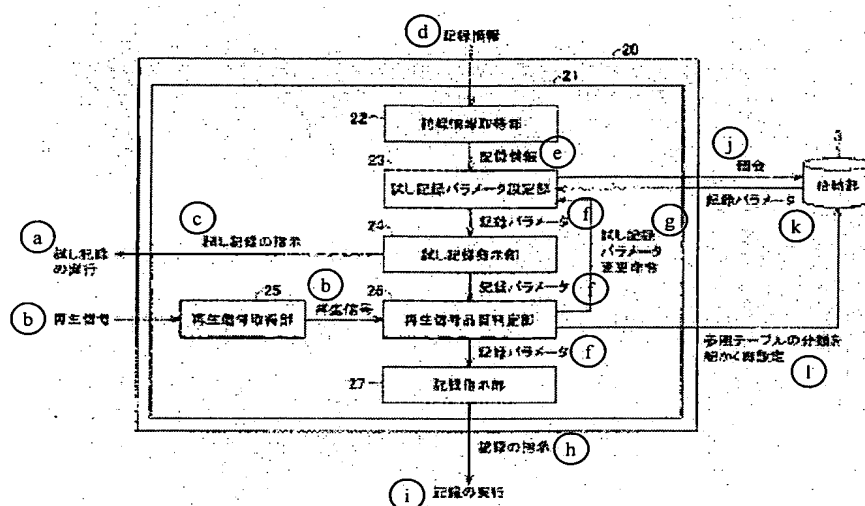 d 記録情報
20
21
22 記録情報取得部
記録情報 e
23 試し記録パラメータ設定部
j 照会
3
格納部
記録パラメータ k
記録パラメータ f
g 試し記録
パラメータ
変更命令
a 試し記録
の実行
c 試し記録の指示
24 試し記録指示部
記録パラメータ f
b 再生信号
25 再生信号取得部
b 再生信号
26 再生信号品質判定部
記録パラメータ f
参照テーブルの分類を
細かく再設定 l
27 記録指示部
記録の指示 h
i 記録の実行